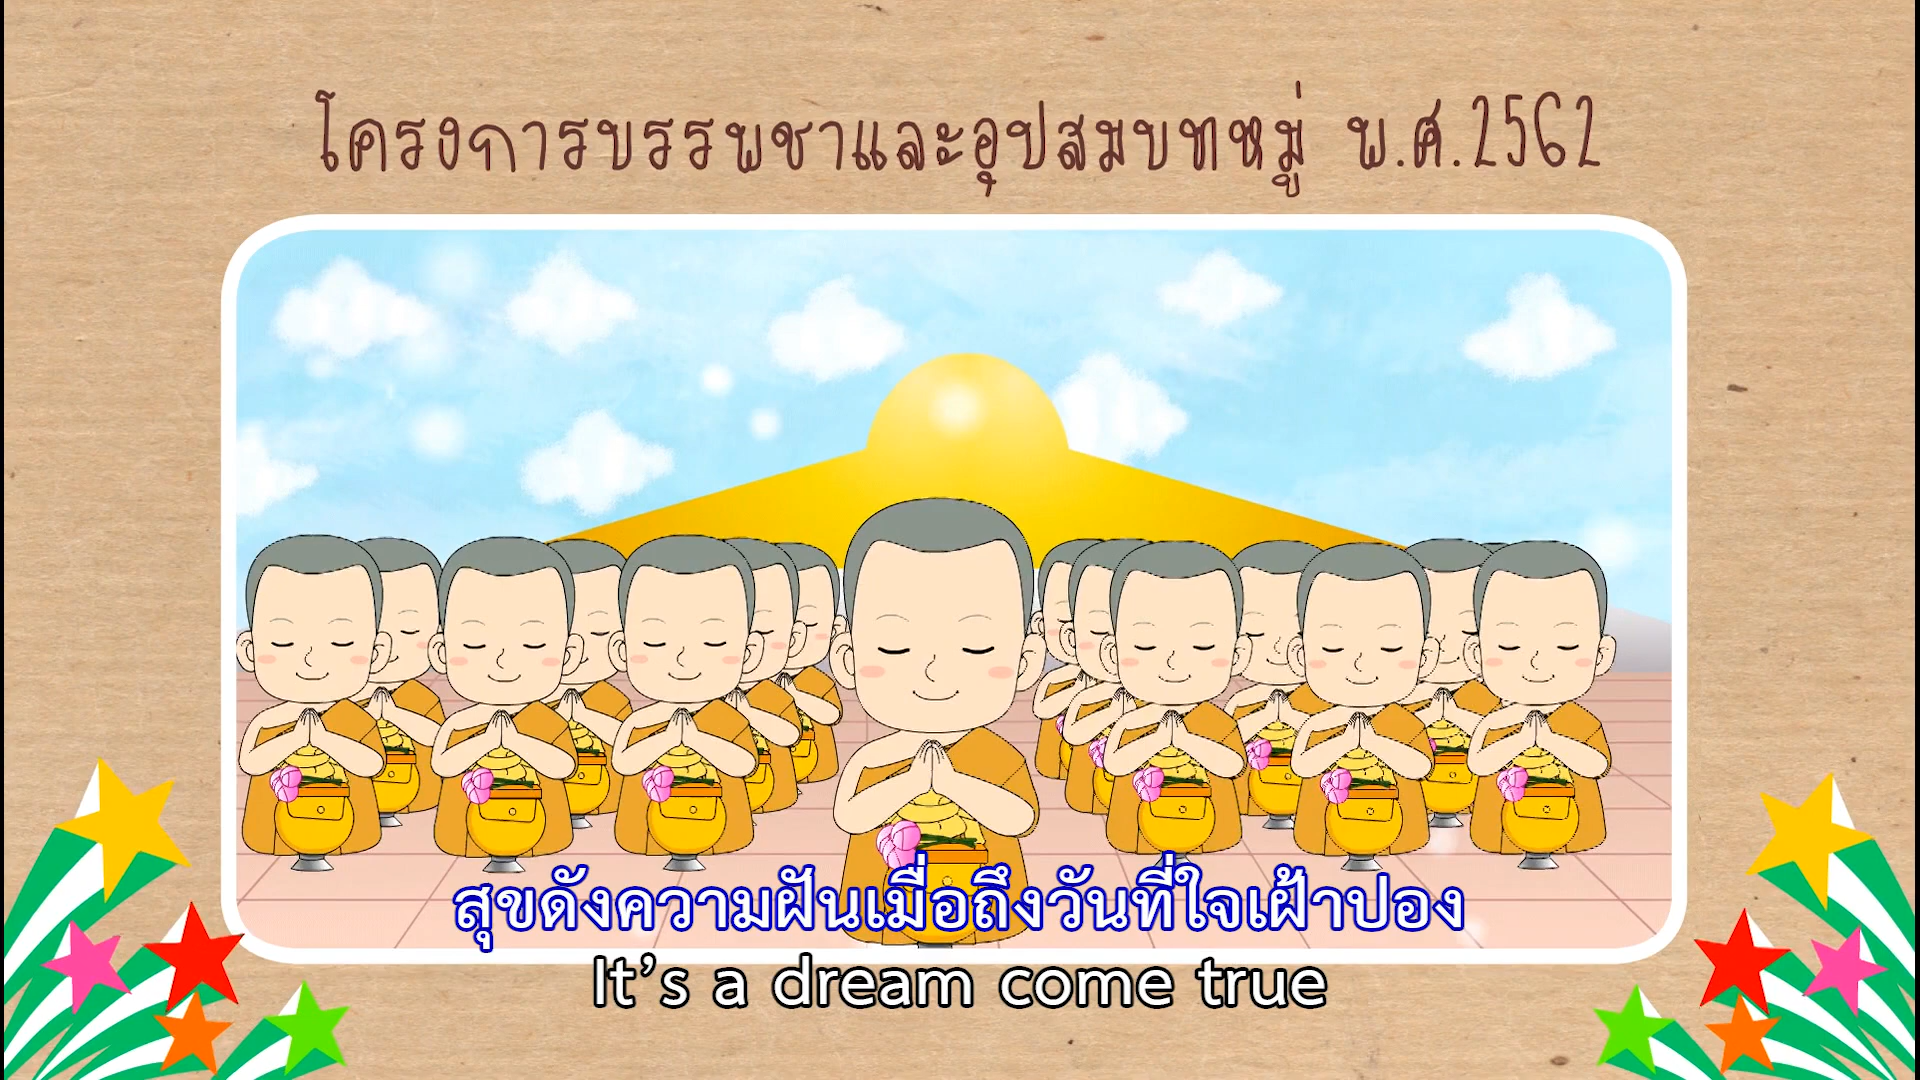 โครงการบรรพชาและอุปสมบทหมู่ พ.ศ.2562
สุขดังความฝันเมื่อถึงวันที่ใจเฝ้าปอง
It's a dream come true